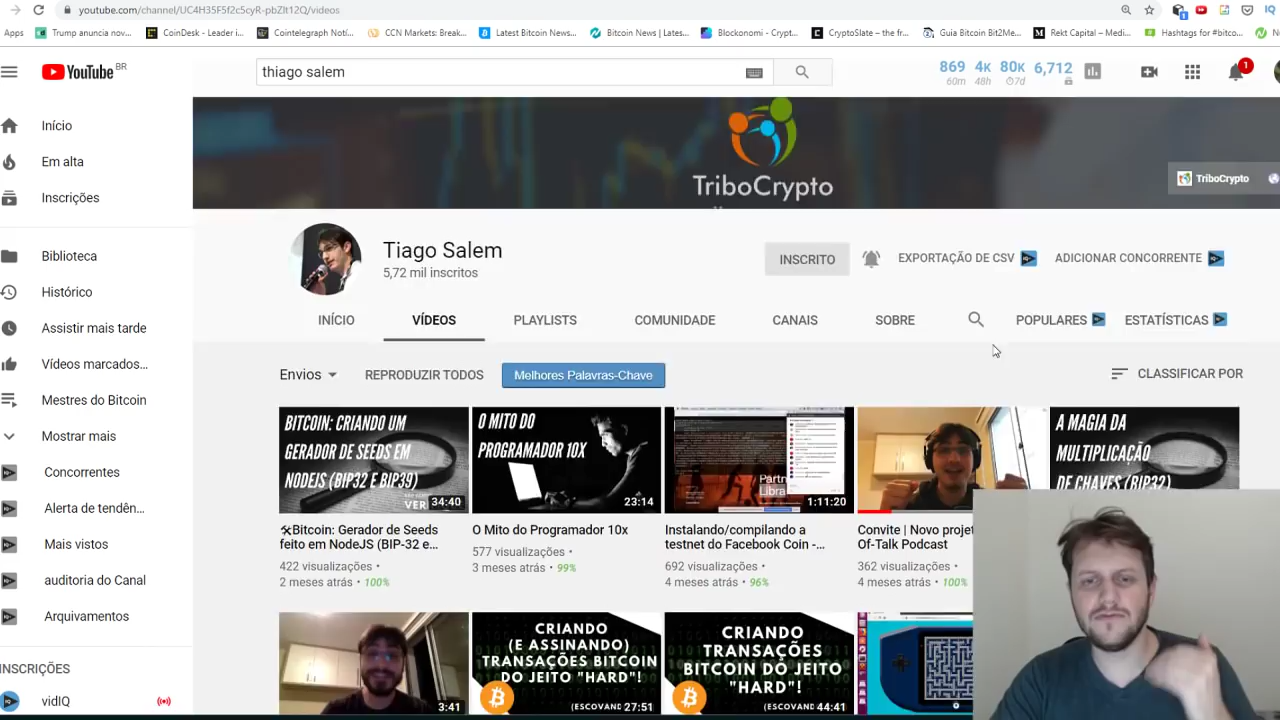 youtube.com/channel/UC4H35F5f2c5cyR-pbZIt12Q/videos
Apps
Trump anuncia nov...
CoinDesk - Leader i...
Cointelegraph Notí...
CCN Markets: Break...
Latest Bitcoin News...
Bitcoin News | Lates...
Blockonomi - Crypt...
CryptoSlate – the fr...
Guia Bitcoin Bit2Me...
Rekt Capital – Medi...
Hashtags for #bitco...
YouTube BR
thiago salem
869 4K 80K 6,712
60m 48h 7d
1
Início
Em alta
Inscrições
Biblioteca
Histórico
Assistir mais tarde
Vídeos marcados...
Mestres do Bitcoin
Mostrar mais
Concorrentes
Alerta de tendên...
Mais vistos
auditoria do Canal
Arquivamentos
INSCRIÇÕES
vidIQ
TriboCrypto
TriboCrypto
Tiago Salem
5,72 mil inscritos
INSCRITO
EXPORTAÇÃO DE CSV
ADICIONAR CONCORRENTE
INÍCIO
VÍDEOS
PLAYLISTS
COMUNIDADE
CANAIS
SOBRE
POPULARES
ESTATÍSTICAS
Envios
REPRODUZIR TODOS
Melhores Palavras-Chave
CLASSIFICAR POR
BITCOIN: CRIANDO UM
GERADOR DE SEEDS EM
NODEJS (BIP32 E BIP39)
34:40
🛠Bitcoin: Gerador de Seeds
feito em NodeJS (BIP-32 e...
422 visualizações •
2 meses atrás • 100%
O MITO DO
PROGRAMADOR 10X
23:14
O Mito do Programador 10x
577 visualizações •
3 meses atrás • 99%
1:11:20
Instalando/compilando a
testnet do Facebook Coin -...
692 visualizações •
4 meses atrás • 96%
Convite | Novo projet
Of-Talk Podcast
362 visualizações •
4 meses atrás • 100%
A MAGIA DA
MULTIPLICAÇÃO
DE CHAVES (BIP32)
3:41
CRIANDO
(E ASSINANDO)
TRANSAÇÕES BITCOIN
DO JEITO "HARD"!
27:51
CRIANDO
TRANSAÇÕES
BITCOIN DO JEITO
"HARD"!
44:41